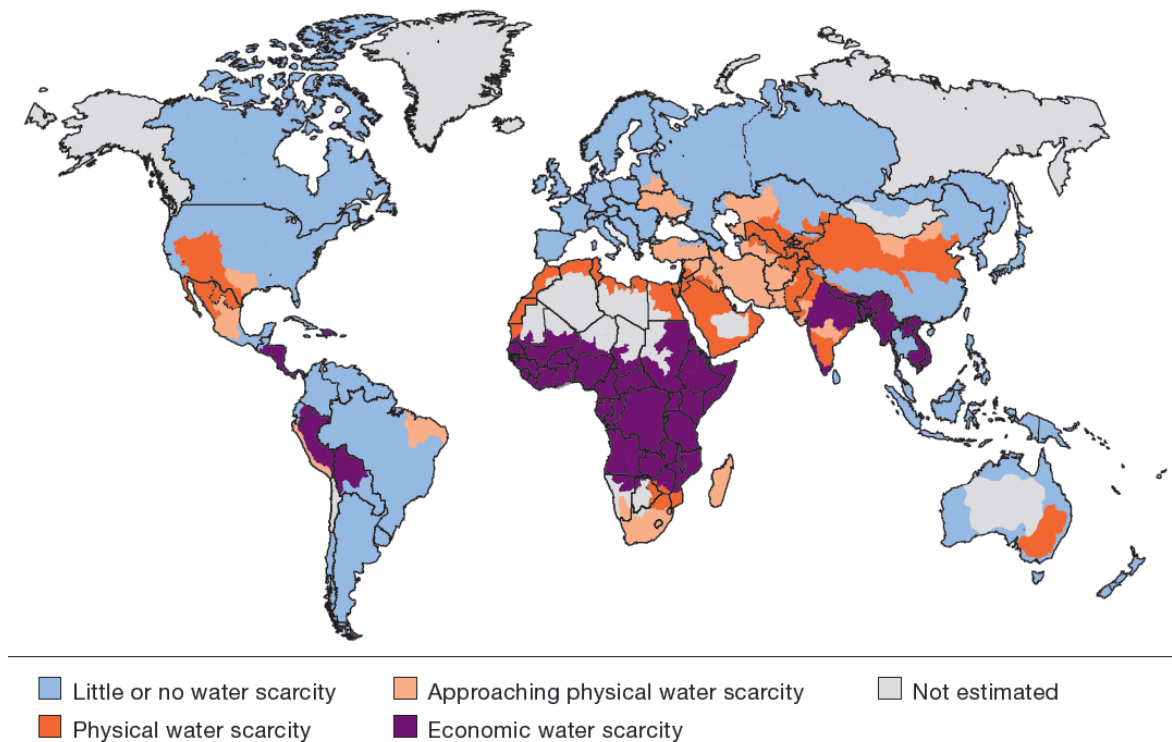 Little or no water scarcity
Approaching physical water scarcity
Not estimated
Physical water scarcity
Economic water scarcity